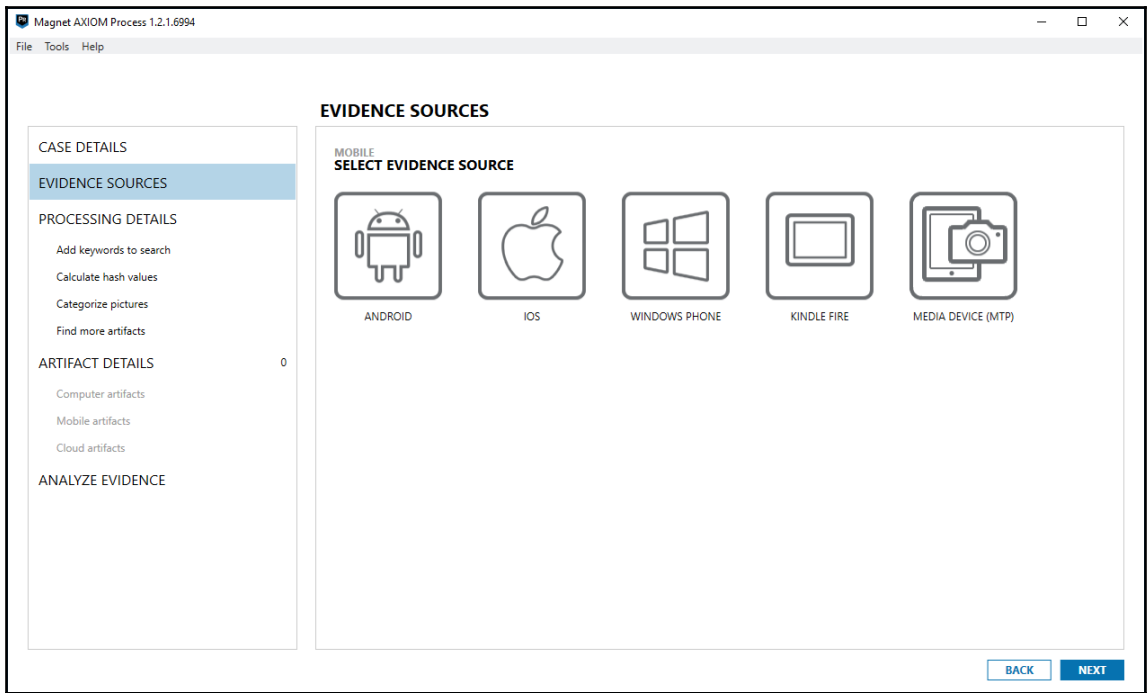 Magnet AXIOM Process 1.2.1.6994
File Tools Help
EVIDENCE SOURCES
CASE DETAILS
EVIDENCE SOURCES
PROCESSING DETAILS
Add keywords to search
Calculate hash values
Categorize pictures
Find more artifacts
ARTIFACT DETAILS 0
Computer artifacts
Mobile artifacts
Cloud artifacts
ANALYZE EVIDENCE
MOBILE
SELECT EVIDENCE SOURCE
ANDROID IOS WINDOWS PHONE KINDLE FIRE MEDIA DEVICE (MTP)
BACK NEXT